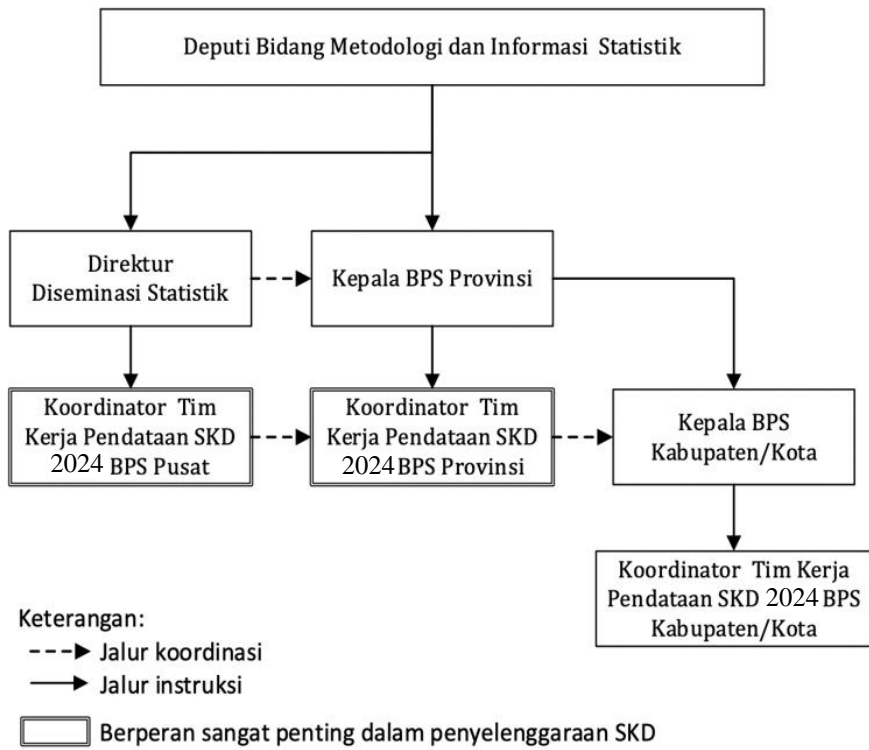 Deputi Bidang Metodologi dan Informasi Statistik
Direktur
Diseminasi Statistik
Kepala BPS Provinsi
Koordinator Tim
Kerja Pendataan SKD
2024 BPS Pusat
Koordinator Tim
Kerja Pendataan SKD
2024 BPS Provinsi
Kepala BPS
Kabupaten/Kota
Koordinator Tim Kerja
Pendataan SKD 2024 BPS
Kabupaten/Kota
Keterangan:
Jalur koordinasi
Jalur instruksi
Berperan sangat penting dalam penyelenggaraan SKD